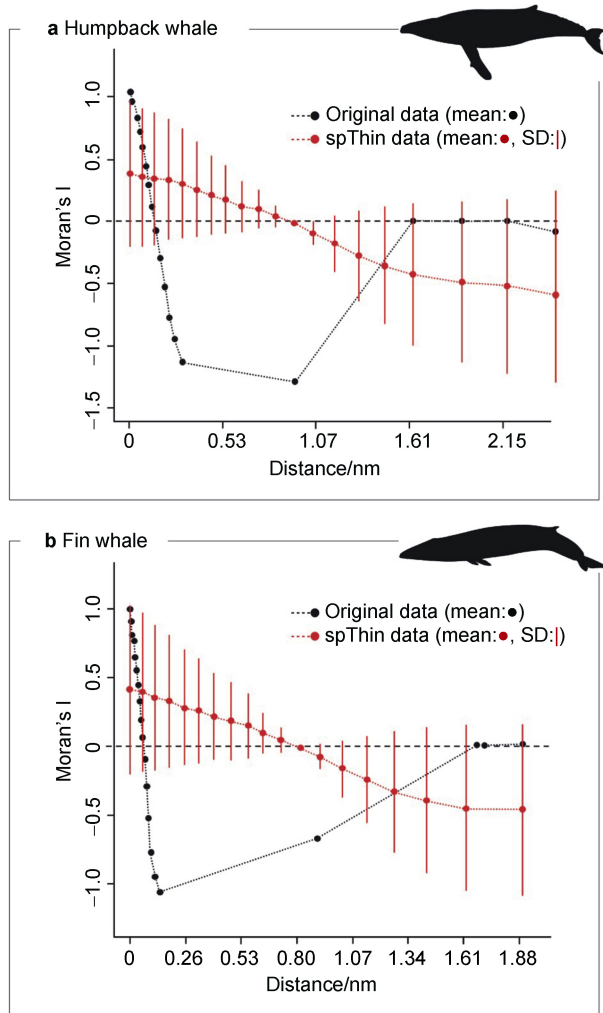 a Humpback whale
Original data (mean:●)
spThin data (mean:●, SD:|)
Moran's I
1.0
0.5
0
−0.5
−1.0
−1.5
0 0.53 1.07 1.61 2.15
Distance/nm
b Fin whale
Original data (mean:●)
spThin data (mean:●, SD:|)
Moran's I
1.0
0.5
0
−0.5
−1.0
0 0.26 0.53 0.80 1.07 1.34 1.61 1.88
Distance/nm